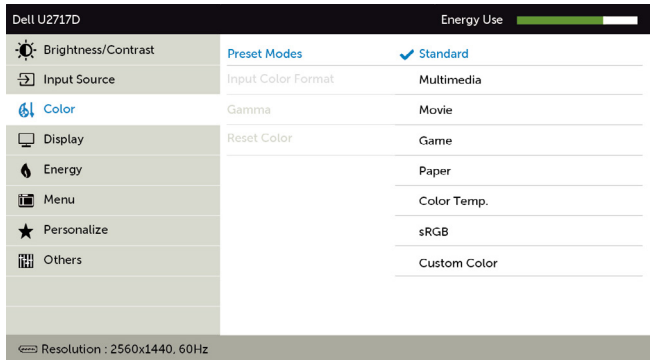 Dell U2717D Energy Use
Brightness/Contrast Preset Modes Standard
Input Source Input Color Format Multimedia
Color Gamma Movie
Display Reset Color Game
Energy Paper
Menu Color Temp.
Personalize sRGB
Others Custom Color
Resolution : 2560x1440, 60Hz